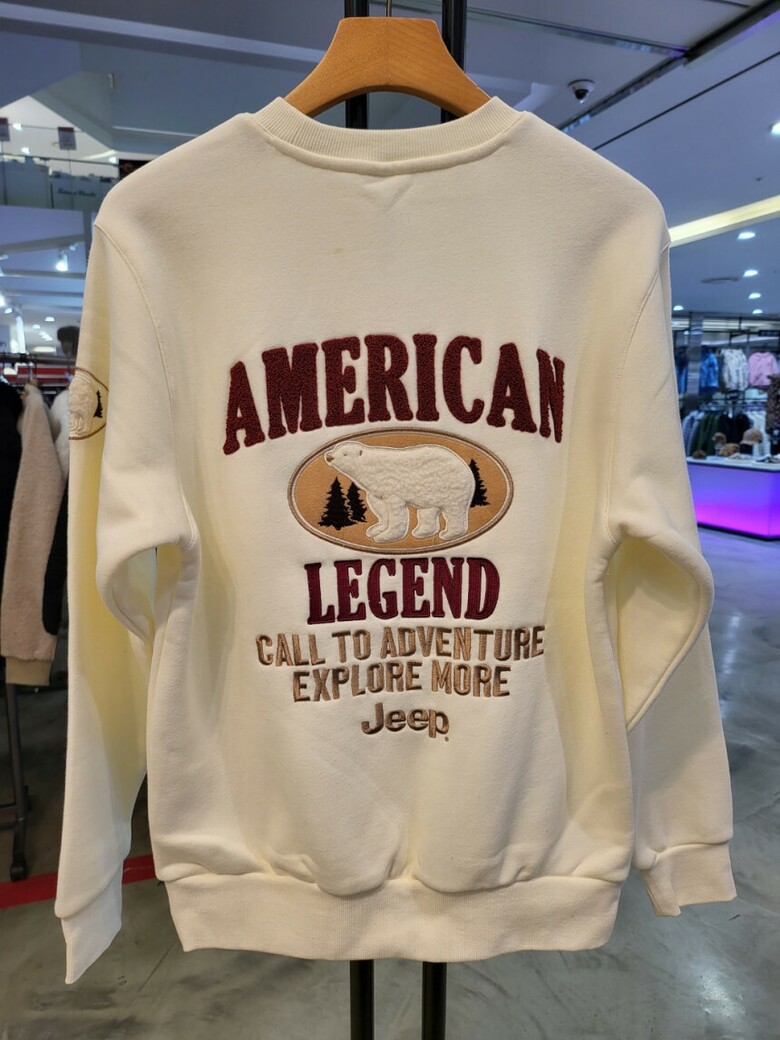 AMERICAN
LEGEND
CALL TO ADVENTURE
EXPLORE MORE
Jeep